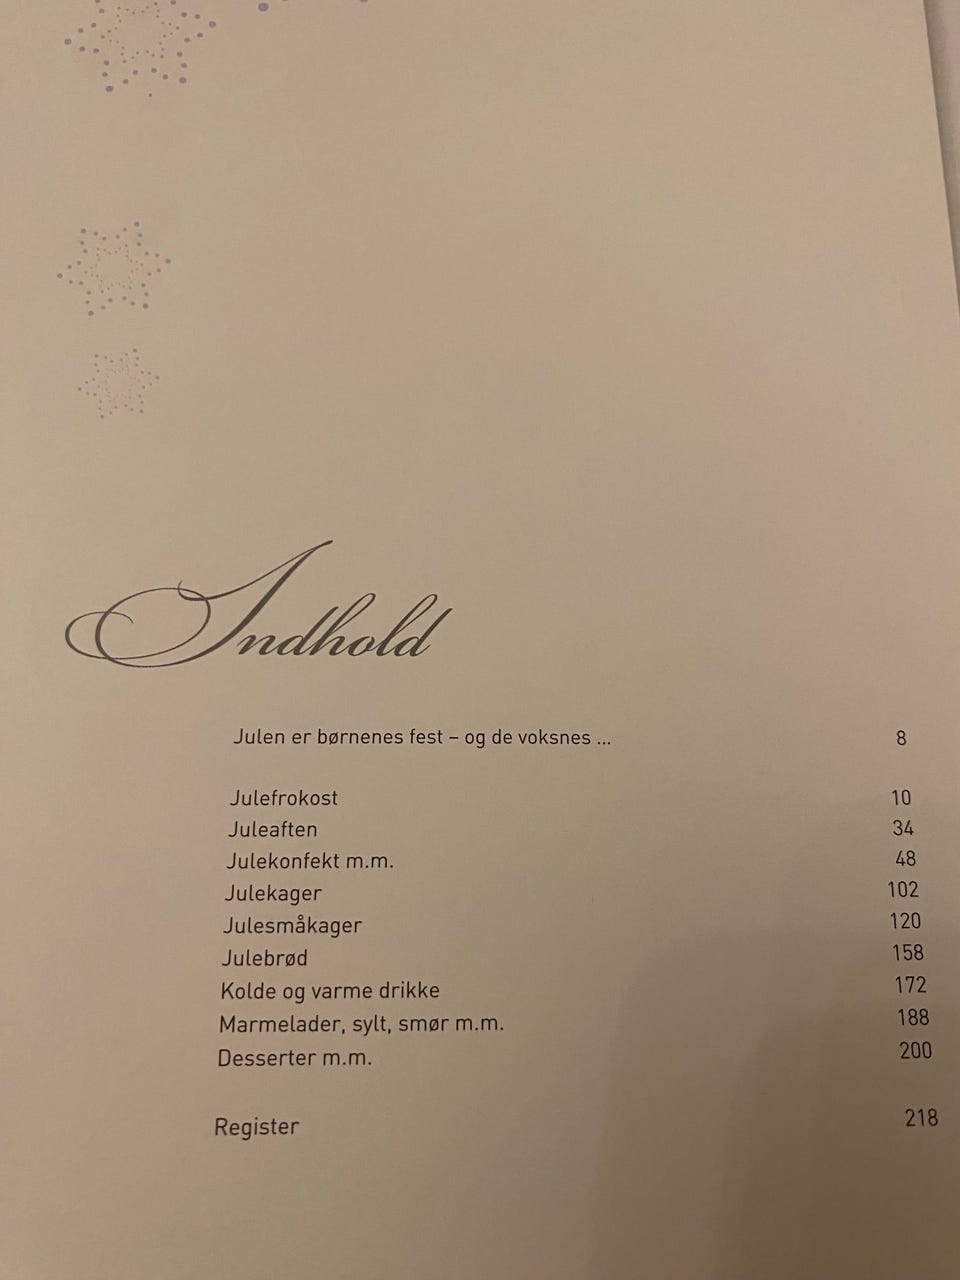 Indhold
Julen er børnenes fest – og de voksnes ... 8
Julefrokost 10
Juleaften 34
Julekonfekt m.m. 48
Julekager 102
Julesmåkager 120
Julebrød 158
Kolde og varme drikke 172
Marmelader, sylt, smør m.m. 188
Desserter m.m. 200
Register 218